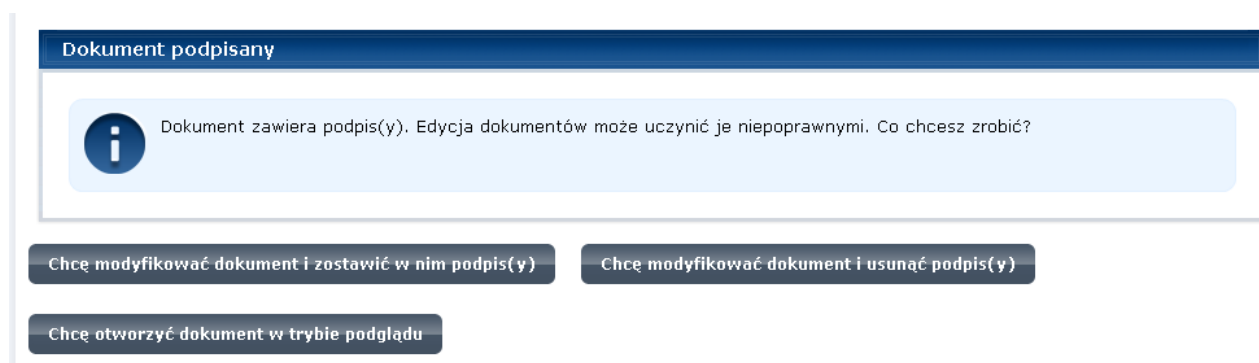 Dokument podpisany
Dokument zawiera podpis(y). Edycja dokumentów może uczynić je niepoprawnymi. Co chcesz zrobić?
Chcę modyfikować dokument i zostawić w nim podpis(y)
Chcę modyfikować dokument i usunąć podpis(y)
Chcę otworzyć dokument w trybie podglądu